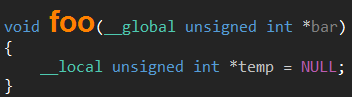 void foo(__global unsigned int *bar)
{
    __local unsigned int *temp = NULL;
}